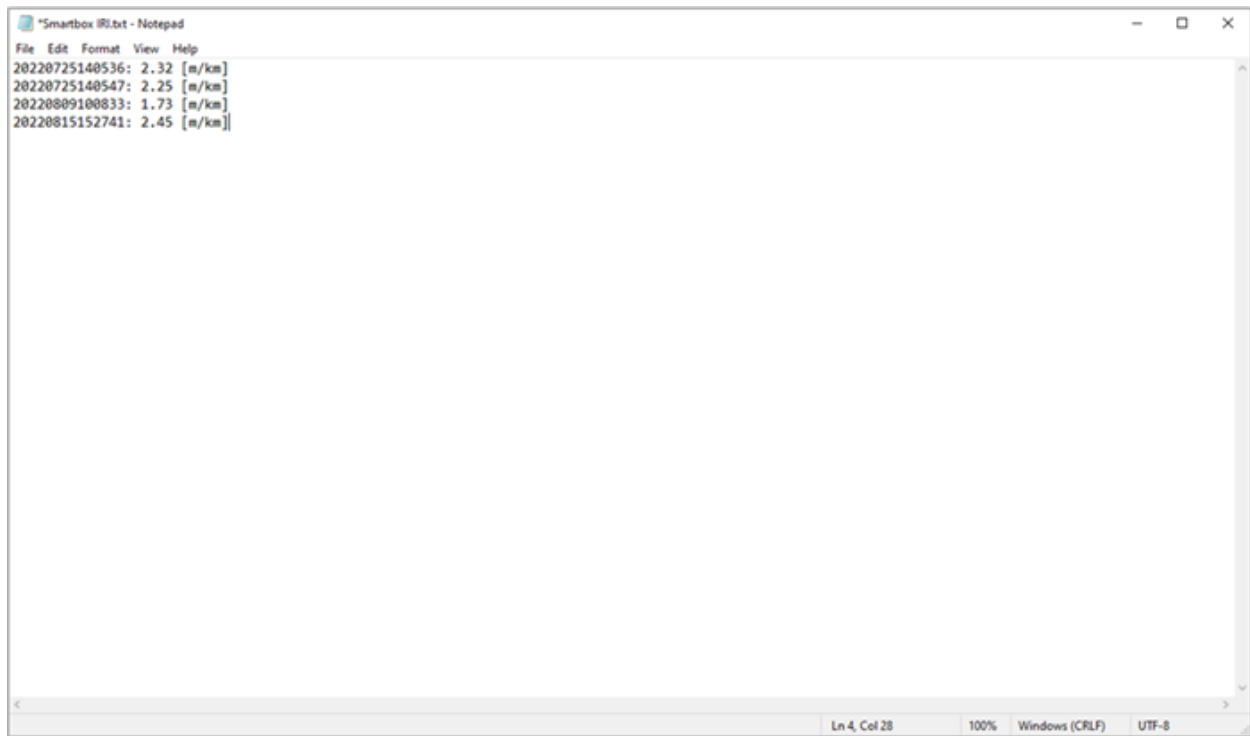 *Smartbox IRI.txt - Notepad
File Edit Format View Help
20220725140536: 2.32 [m/km]
20220725140547: 2.25 [m/km]
20220809100833: 1.73 [m/km]
20220815152741: 2.45 [m/km]
Ln 4, Col 28 100% Windows (CRLF) UTF-8